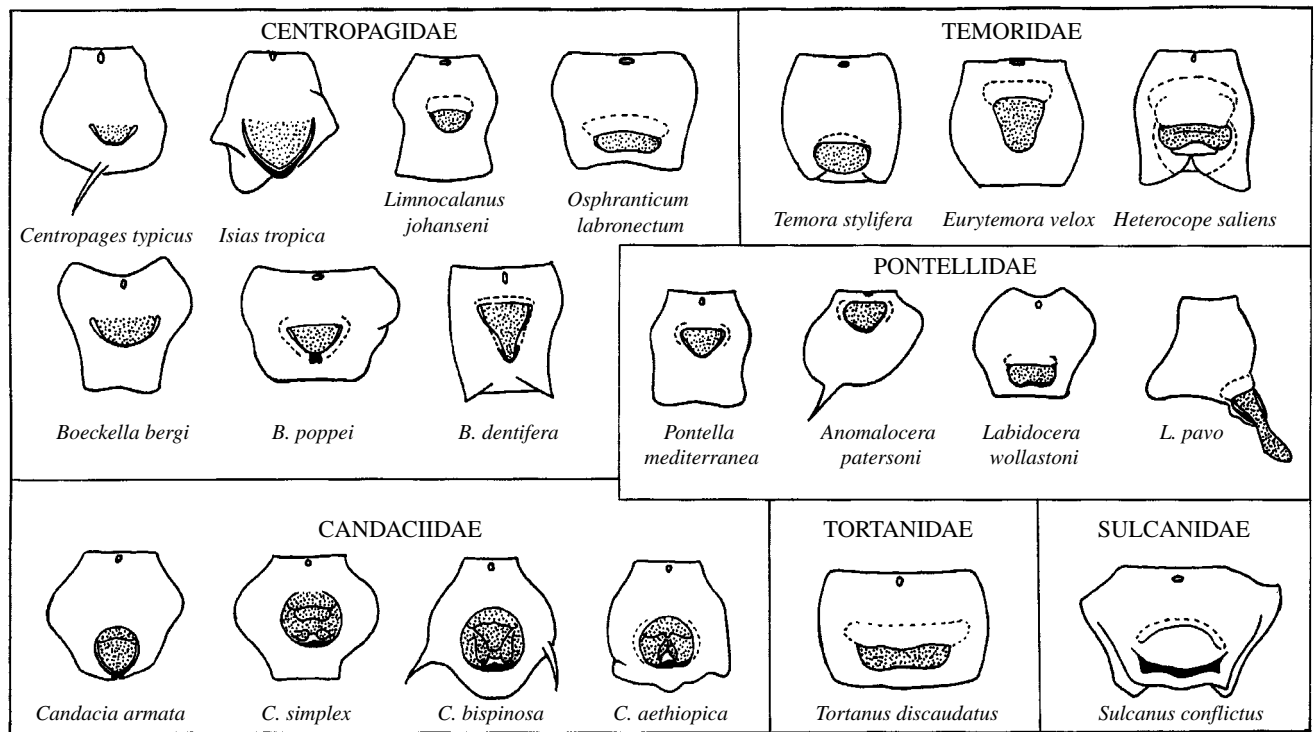 CENTROPAGIDAE
Centropages typicus
Isias tropica
Limnocalanus
johanseni
Osphranticum
labronectum
Boeckella bergi
B. poppei
B. dentifera
TEMORIDAE
Temora stylifera
Eurytemora velox
Heterocope saliens
PONTELLIDAE
Pontella
mediterranea
Anomalocera
patersoni
Labidocera
wollastoni
L. pavo
CANDACIIDAE
Candacia armata
C. simplex
C. bispinosa
C. aethiopica
TORTANIDAE
Tortanus discaudatus
SULCANIDAE
Sulcanus conflictus